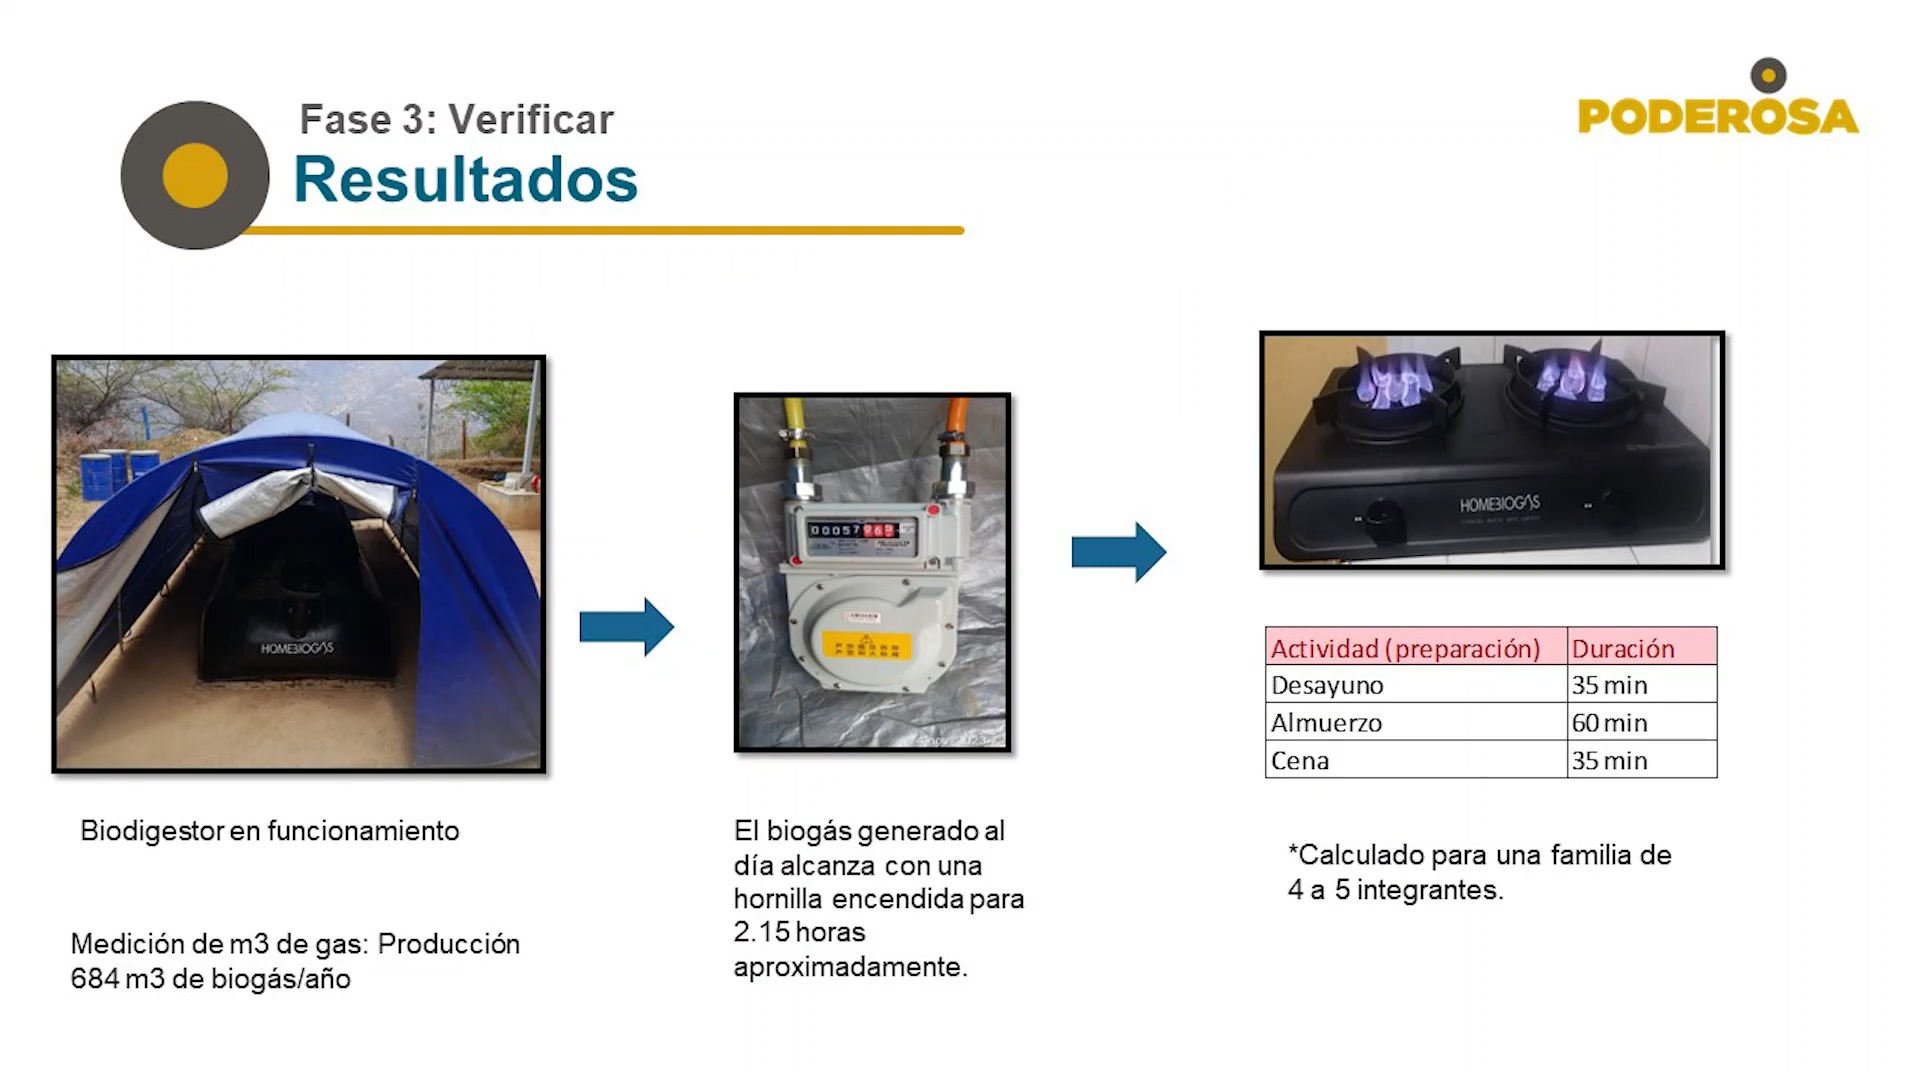 Fase 3: Verificar
Resultados
PODEROSA
HOMEBIOGAS
HOMEBIOGAS
Actividad (preparación) Duración
Desayuno 35 min
Almuerzo 60 min
Cena 35 min
Biodigestor en funcionamiento
Medición de m3 de gas: Producción
684 m3 de biogás/año
El biogás generado al
día alcanza con una
hornilla encendida para
2.15 horas
aproximadamente.
*Calculado para una familia de
4 a 5 integrantes.